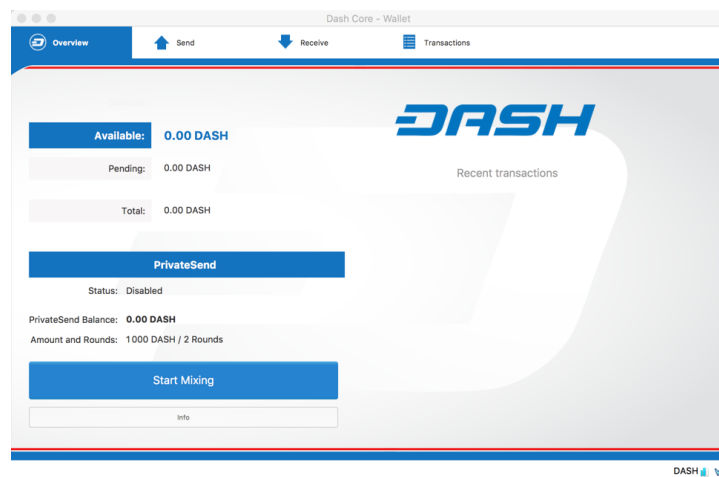 Dash Core - Wallet
Overview
Send
Receive
Transactions
DASH
Available: 0.00 DASH
Pending: 0.00 DASH
Total: 0.00 DASH
Recent transactions
PrivateSend
Status: Disabled
PrivateSend Balance: 0.00 DASH
Amount and Rounds: 1000 DASH / 2 Rounds
Start Mixing
Info
DASH